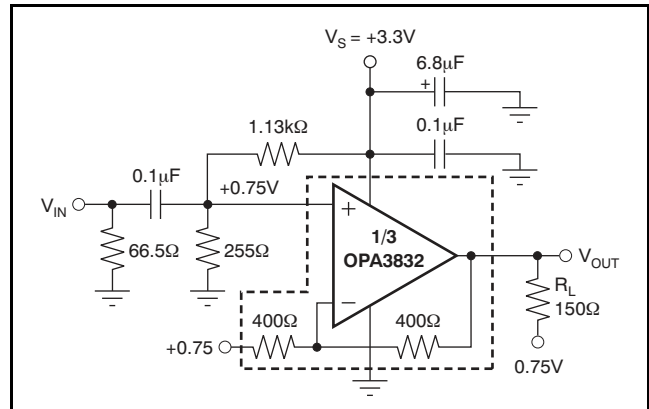 V_S = +3.3V
6.8μF
+
1.13kΩ
0.1μF
0.1μF
+0.75V
V_IN
+
1/3
OPA3832
V_OUT
66.5Ω
255Ω
R_L
150Ω
−
400Ω
400Ω
+0.75
0.75V